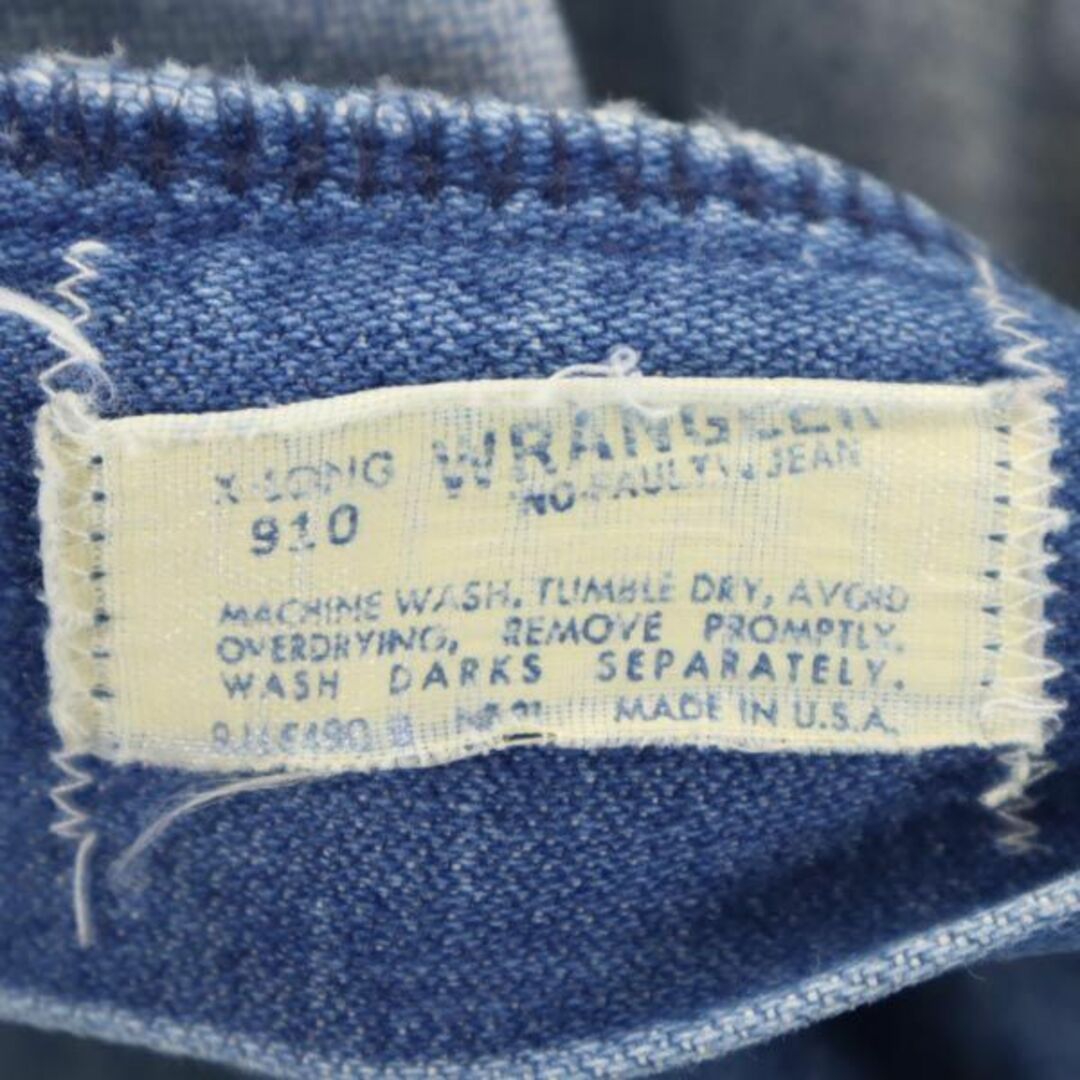 X-LONG WRANGLER
910 "NO-FAULT" JEAN
MACHINE WASH, TUMBLE DRY, AVOID
OVERDRYING, REMOVE PROMPTLY.
WASH DARKS SEPARATELY.
MADE IN U.S.A.